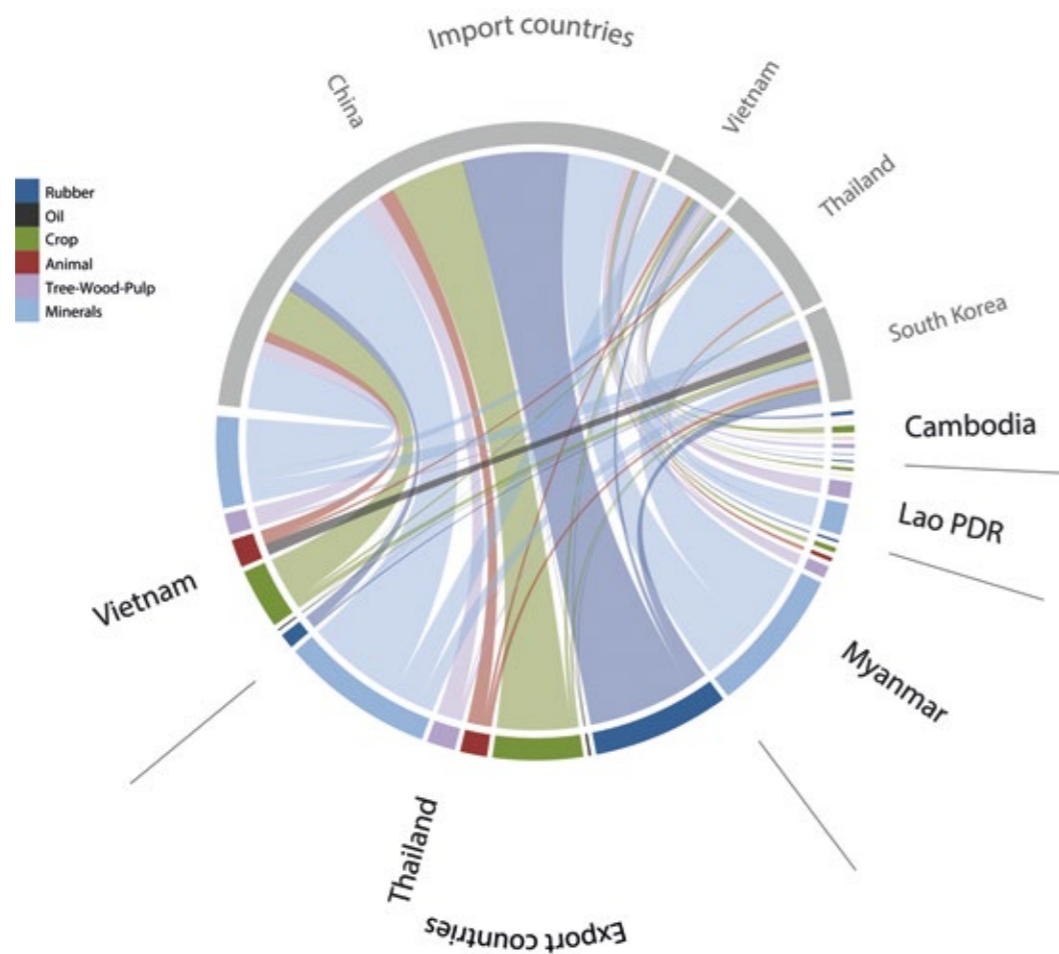 Import countries
China
Vietnam
Thailand
South Korea
Rubber
Oil
Crop
Animal
Tree-Wood-Pulp
Minerals
Cambodia
Lao PDR
Myanmar
Vietnam
Thailand
Export countries